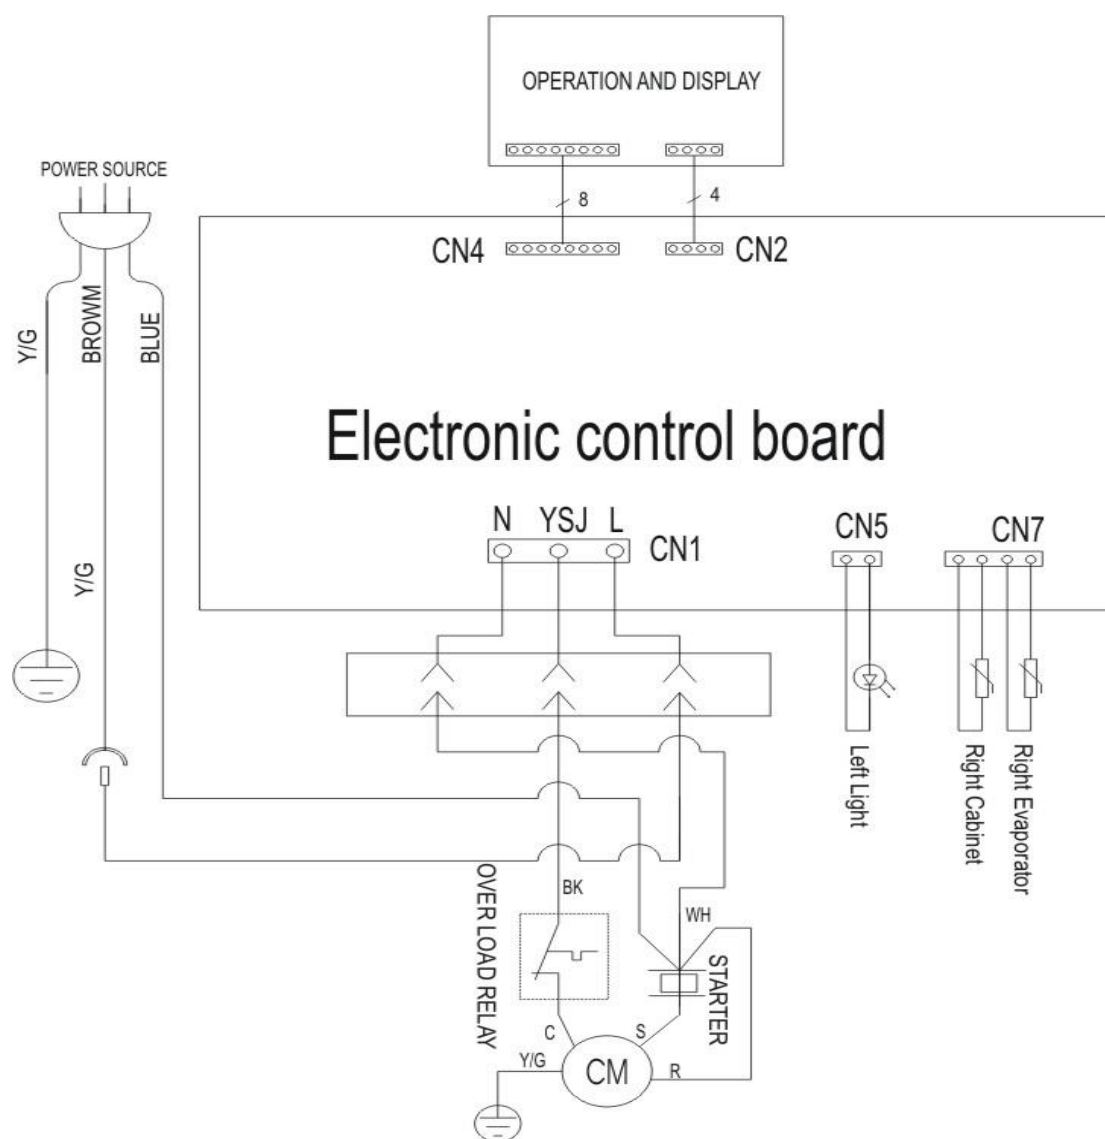 OPERATION AND DISPLAY
POWER SOURCE
8
4
CN4
CN2
Y/G
BROWM
BLUE
Electronic control board
N YSJ L
CN1
CN5
CN7
Y/G
Left Light
Right Cabinet
Right Evaporator
OVER LOAD RELAY
BK
WH
STARTER
C
S
Y/G
CM
R